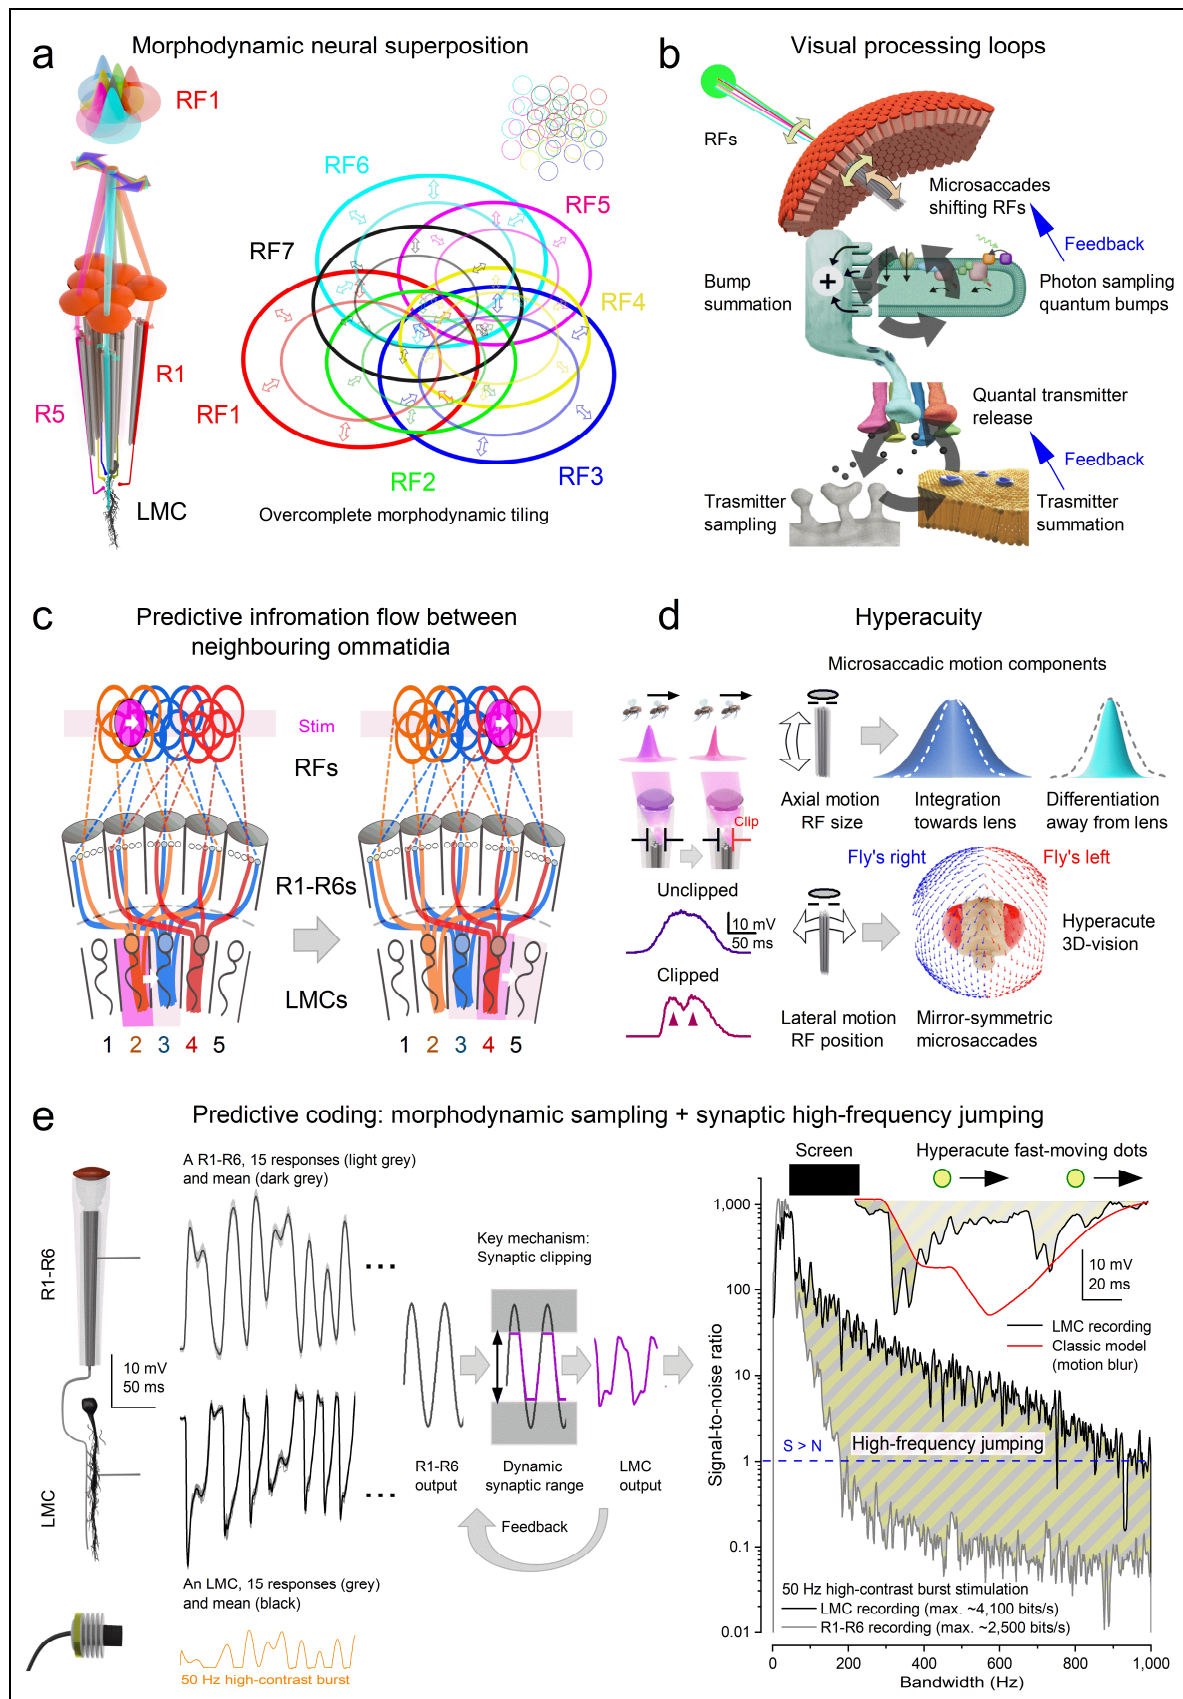 a
Morphodynamic neural superposition
RF1
RF6
RF5
RF7
RF4
R1
R5
RF1
RF2
RF3
LMC
Overcomplete morphodynamic tiling
b
Visual processing loops
RFs
Microsaccades
shifting RFs
Feedback
Bump
summation
+
Photon sampling
quantum bumps
Quantal transmitter
release
Feedback
Trasmitter
sampling
Trasmitter
summation
c
Predictive infromation flow between
neighbouring ommatidia
Stim
RFs
R1-R6s
LMCs
1 2 3 4 5
1 2 3 4 5
d
Hyperacuity
Microsaccadic motion components
Clip
Axial motion
RF size
Integration
towards lens
Differentiation
away from lens
Unclipped
10 mV
50 ms
Clipped
Fly's right
Fly's left
Hyperacute
3D-vision
Lateral motion
RF position
Mirror-symmetric
microsaccades
e
Predictive coding: morphodynamic sampling + synaptic high-frequency jumping
A R1-R6, 15 responses (light grey)
and mean (dark grey)
R1-R6
10 mV
50 ms
LMC
...
...
Key mechanism:
Synaptic clipping
R1-R6
output
Dynamic
synaptic range
LMC
output
Feedback
An LMC, 15 responses (grey)
and mean (black)
50 Hz high-contrast burst
Screen
Hyperacute fast-moving dots
10 mV
20 ms
LMC recording
Classic model
(motion blur)
S > N
High-frequency jumping
50 Hz high-contrast burst stimulation
LMC recording (max. ~4,100 bits/s)
R1-R6 recording (max. ~2,500 bits/s)
Signal-to-noise ratio
1,000
100
10
1
0.1
0.01
0 200 400 600 800 1,000
Bandwidth (Hz)